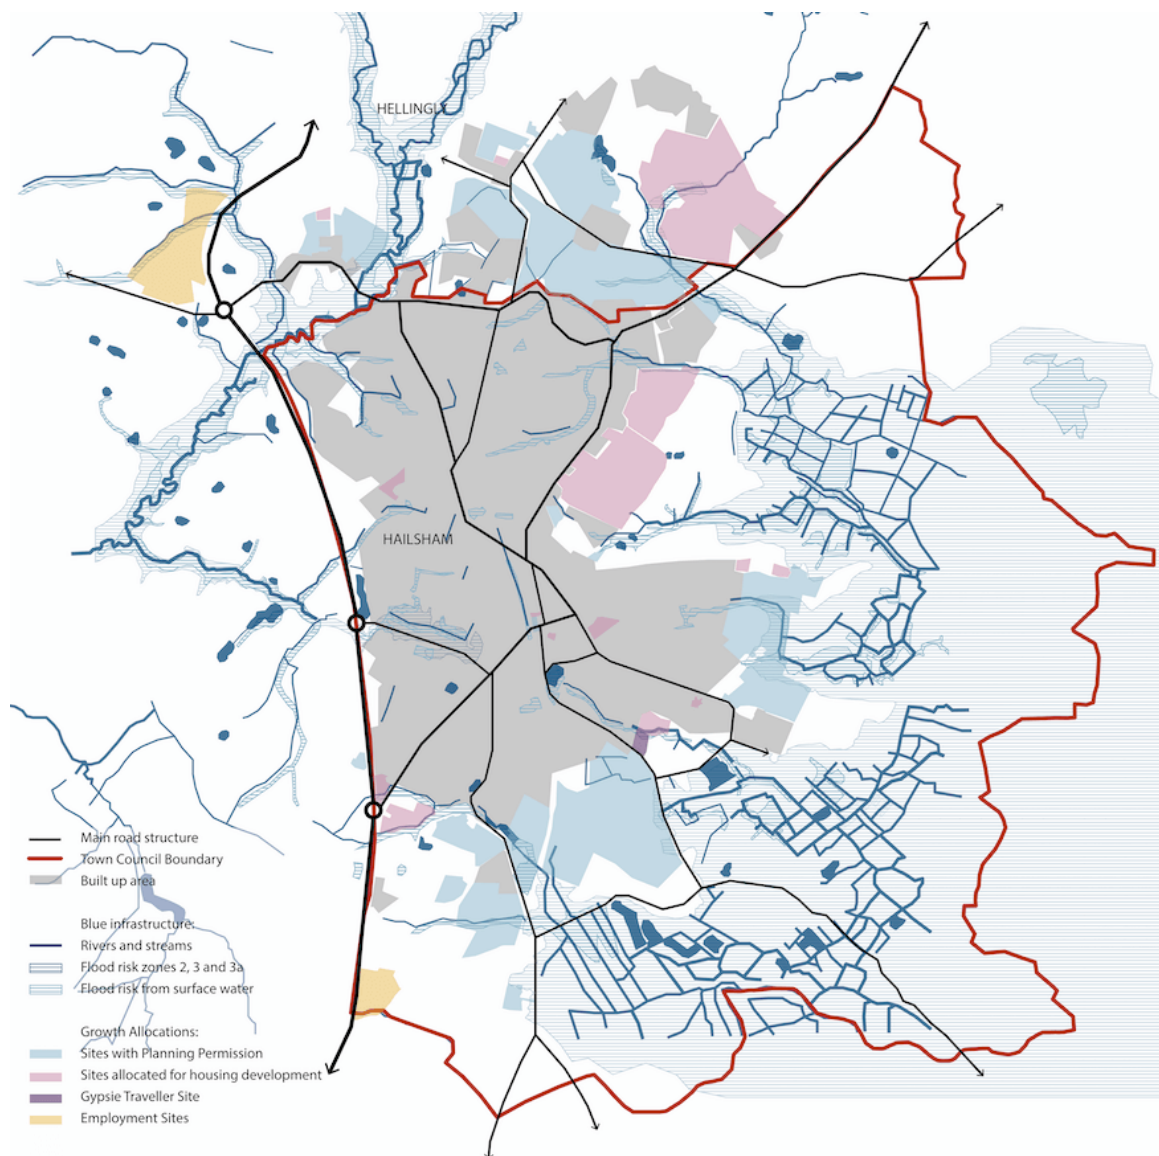 HELLINGLY
HAILSHAM
Main road structure
Town Council Boundary
Built up area
Blue infrastructure:
Rivers and streams
Flood risk zones 2, 3 and 3a
Flood risk from surface water
Growth Allocations:
Sites with Planning Permission
Sites allocated for housing development
Gypsie Traveller Site
Employment Sites